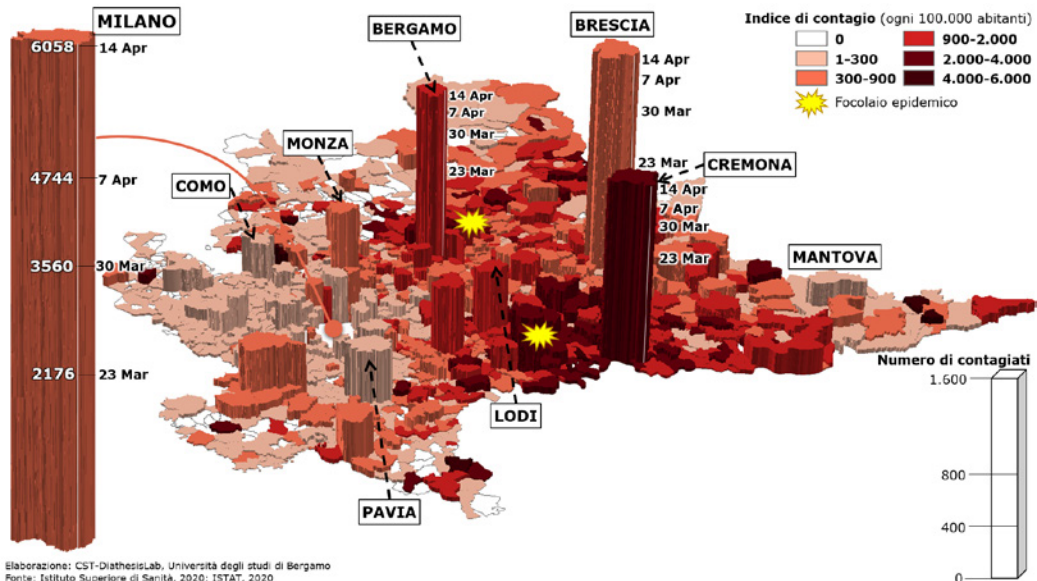 MILANO
6058 14 Apr
4744 7 Apr
3560 30 Mar
2176 23 Mar
COMO
MONZA
BERGAMO
14 Apr
7 Apr
30 Mar
23 Mar
BRESCIA
14 Apr
7 Apr
30 Mar
23 Mar
CREMONA
14 Apr
7 Apr
30 Mar
23 Mar
MANTOVA
LODI
PAVIA
Indice di contagio (ogni 100.000 abitanti)
0
1-300
300-900
900-2.000
2.000-4.000
4.000-6.000
Focolaio epidemico
Numero di contagiati
1.600
800
400
0
Elaborazione: CST-DiathesisLab, Università degli studi di Bergamo
Fonte: Istituto Superiore di Sanità, 2020; ISTAT, 2020